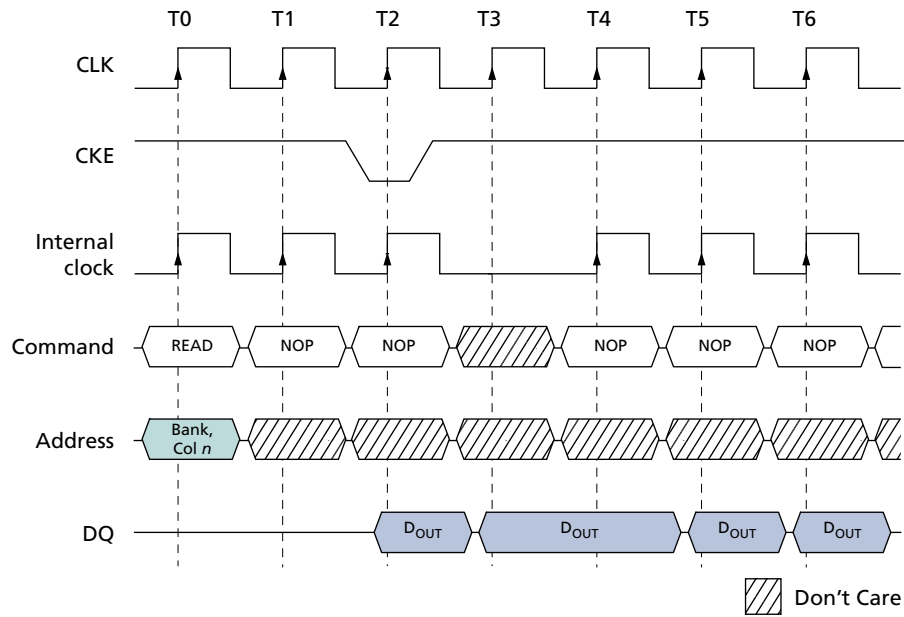 T0 T1 T2 T3 T4 T5 T6
CLK
CKE
Internal
clock
Command READ NOP NOP NOP NOP NOP
Address Bank,
Col n
DQ DOUT DOUT DOUT DOUT
Don't Care